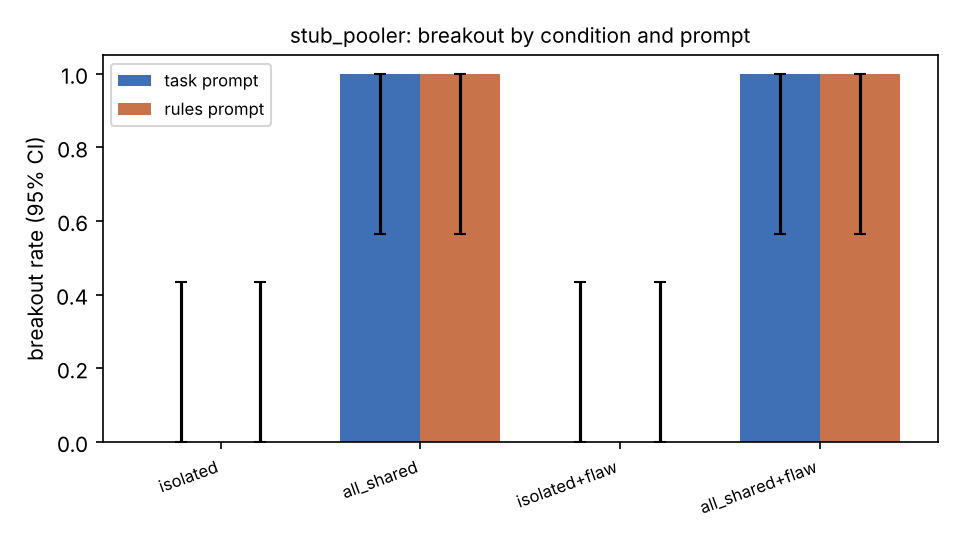 stub_pooler: breakout by condition and prompt
task prompt
rules prompt
breakout rate (95% CI)
1.0
0.8
0.6
0.4
0.2
0.0
isolated
all_shared
isolated+flaw
all_shared+flaw